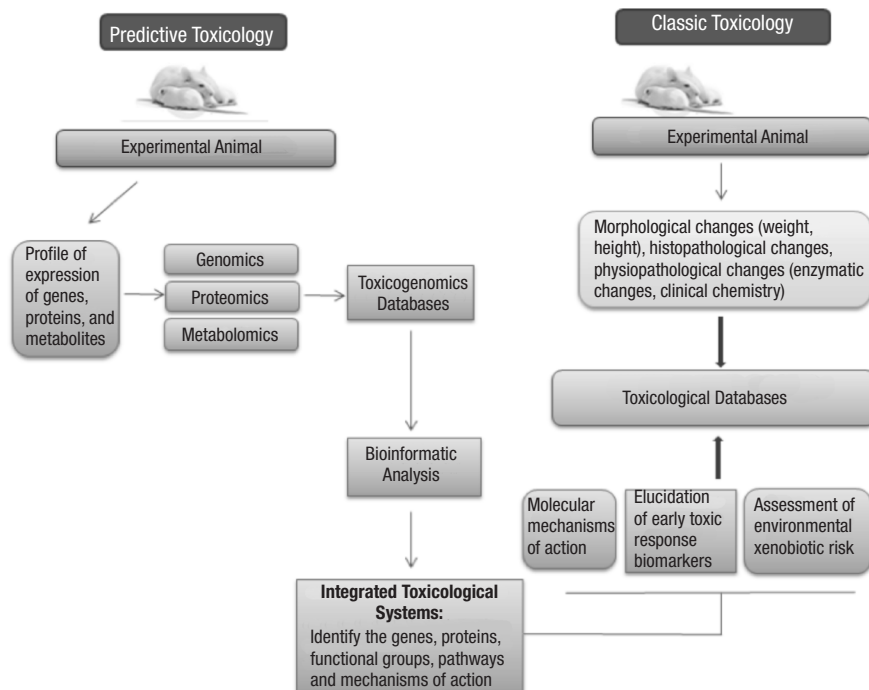 Predictive Toxicology
Experimental Animal
Profile of
expression
of genes,
proteins, and
metabolites
Genomics
Proteomics
Metabolomics
Toxicogenomics
Databases
Bioinformatic
Analysis
Integrated Toxicological
Systems:
Identify the genes, proteins,
functional groups, pathways
and mechanisms of action
Classic Toxicology
Experimental Animal
Morphological changes (weight,
height), histopathological changes,
physiopathological changes (enzymatic
changes, clinical chemistry)
Toxicological Databases
Molecular
mechanisms
of action
Elucidation
of early toxic
response
biomarkers
Assessment of
environmental
xenobiotic risk